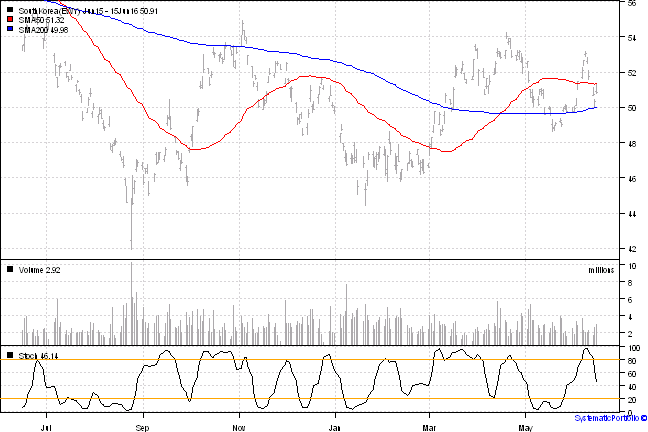 South Korea (EWY) Jun15 - 15Jun16 50.91
SMA50 51.32
SMA200 49.98
56
54
52
50
48
46
44
42
Volume 2.92
millions
10
8
6
4
2
Stoch 46.14
100
80
60
40
20
0
Jul Sep Nov Jan Mar May
SystematicPortfolio ©